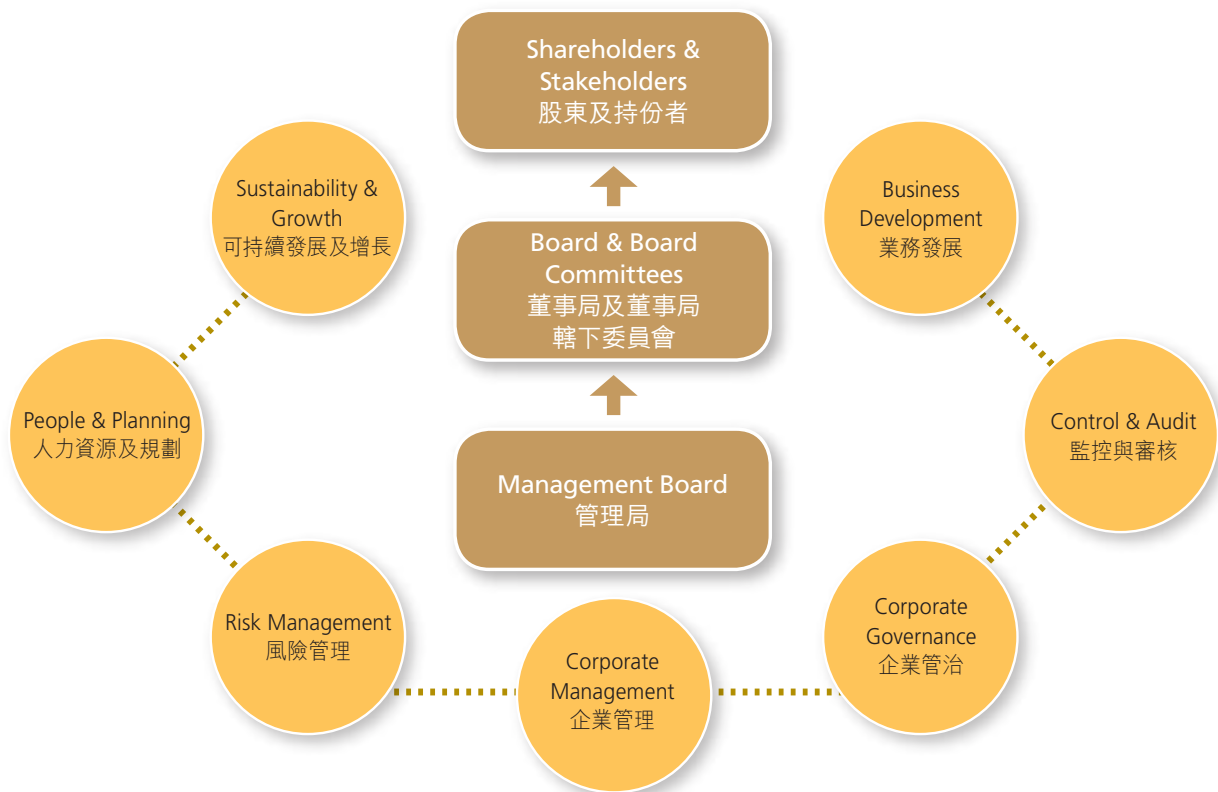 Shareholders &
Stakeholders
股東及持份者
Sustainability &
Growth
可持續發展及增長
Business
Development
業務發展
Board & Board
Committees
董事局及董事局
轄下委員會
People & Planning
人力資源及規劃
Control & Audit
監控與審核
Management Board
管理局
Risk Management
風險管理
Corporate
Governance
企業管治
Corporate
Management
企業管理